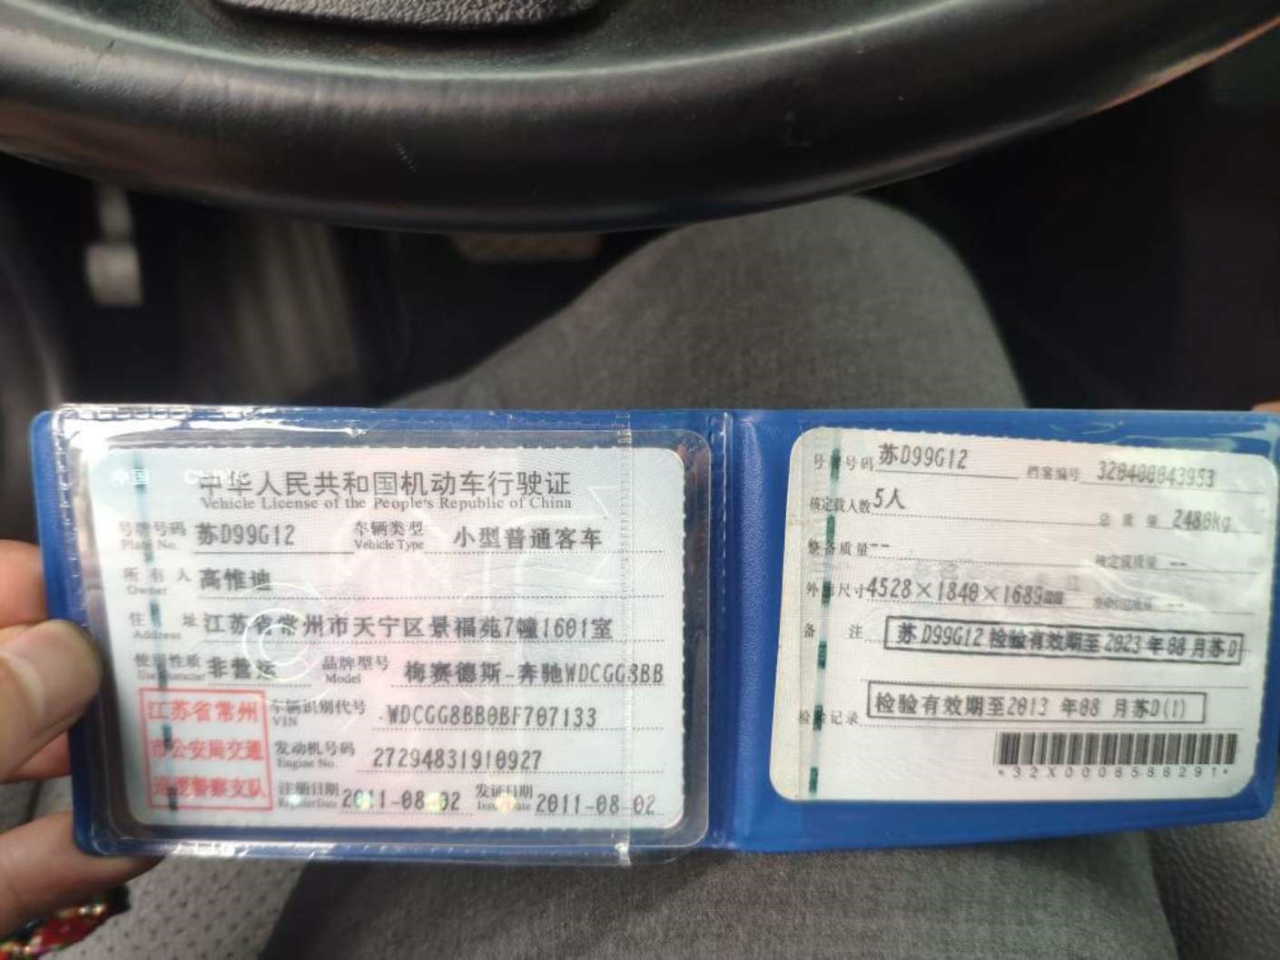 中国 CHINA
中华人民共和国机动车行驶证
Vehicle License of the People's Republic of China
号牌号码 苏D99G12 车辆类型 小型普通客车
Plate No. Vehicle Type
所有人 高惟迪
Owner
住 址 江苏省常州市天宁区景福苑7幢1601室
Address
使用性质 非营运 品牌型号 梅赛德斯-奔驰WDCGG8BB
Use Character Model
江苏省常州
市公安局交通
巡逻警察支队
车辆识别代号 WDCGG8BB0BF707133
VIN
发动机号码 27294831910927
Engine No.
注册日期 2011-08-02 发证日期 2011-08-02
Register Date Issue Date
号牌号码 苏D99G12 档案编号 320400843953
核定载人数 5人 总质量 2480kg
整备质量 -- 核定载质量 --
外廓尺寸 4528×1840×1689mm --
备 注 苏D99G12 检验有效期至2023年08月苏D
检验记录 检验有效期至2013 年08 月苏D(1)
*32X0006586291*